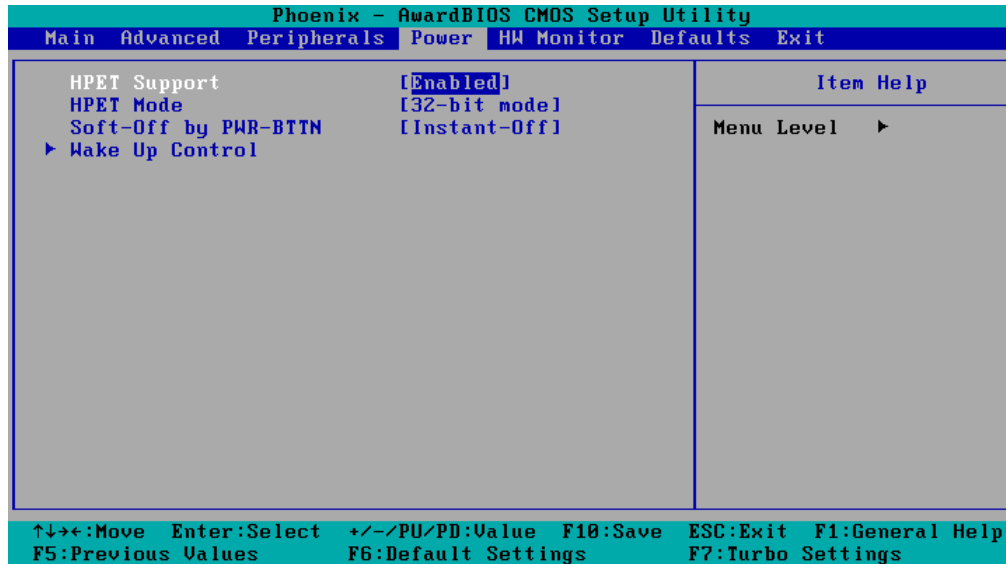 Phoenix - AwardBIOS CMOS Setup Utility
Main Advanced Peripherals Power HW Monitor Defaults Exit
HPET Support [Enabled]
HPET Mode [32-bit mode]
Soft-Off by PWR-BTTN [Instant-Off]
▶ Wake Up Control
Item Help
Menu Level ▶
↑↓→←:Move Enter:Select +/-/PU/PD:Value F10:Save ESC:Exit F1:General Help
F5:Previous Values F6:Default Settings F7:Turbo Settings